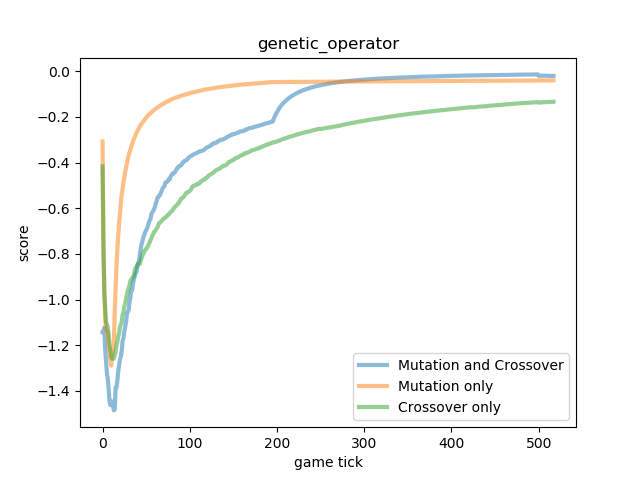 genetic_operator
0.0
−0.2
−0.4
−0.6
−0.8
−1.0
−1.2
−1.4
score
0 100 200 300 400 500
game tick
Mutation and Crossover
Mutation only
Crossover only